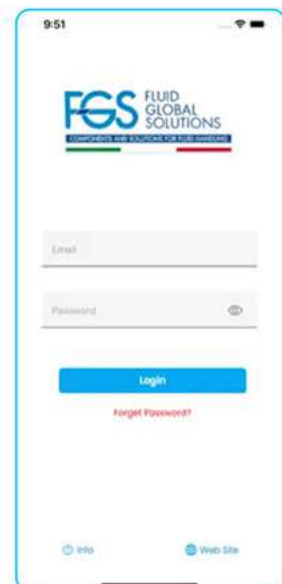 9:51
FGS FLUID
GLOBAL
SOLUTIONS
COMPONENTS AND SOLUTIONS FOR FLUID HANDLING
Email
Password
Login
Forget Password?
Info
Web Site